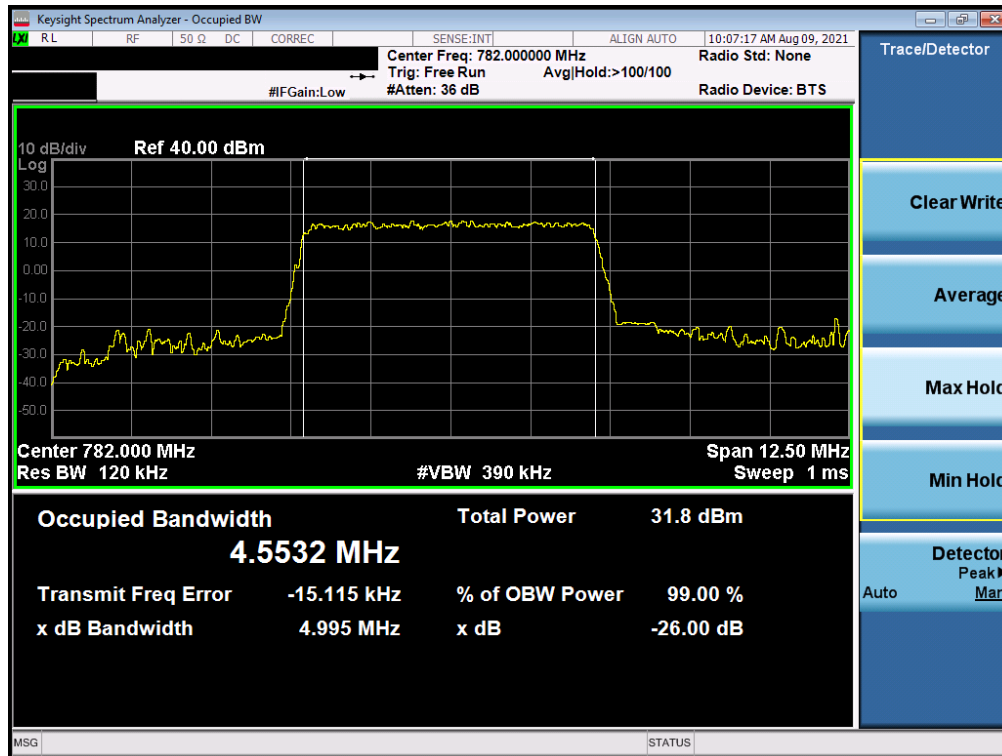 Keysight Spectrum Analyzer - Occupied BW
LXI RL RF 50 Ω DC CORREC SENSE:INT ALIGN AUTO 10:07:17 AM Aug 09, 2021
Center Freq: 782.000000 MHz Radio Std: None
Trig: Free Run Avg|Hold:>100/100
#IFGain:Low #Atten: 36 dB Radio Device: BTS
10 dB/div Ref 40.00 dBm
Log
30.0
20.0
10.0
0.00
-10.0
-20.0
-30.0
-40.0
-50.0
Center 782.000 MHz Span 12.50 MHz
Res BW 120 kHz #VBW 390 kHz Sweep 1 ms
Occupied Bandwidth Total Power 31.8 dBm
4.5532 MHz
Transmit Freq Error -15.115 kHz % of OBW Power 99.00 %
x dB Bandwidth 4.995 MHz x dB -26.00 dB
MSG STATUS
Trace/Detector
Clear Write
Average
Max Hold
Min Hold
Detector
Peak▶
Auto Man